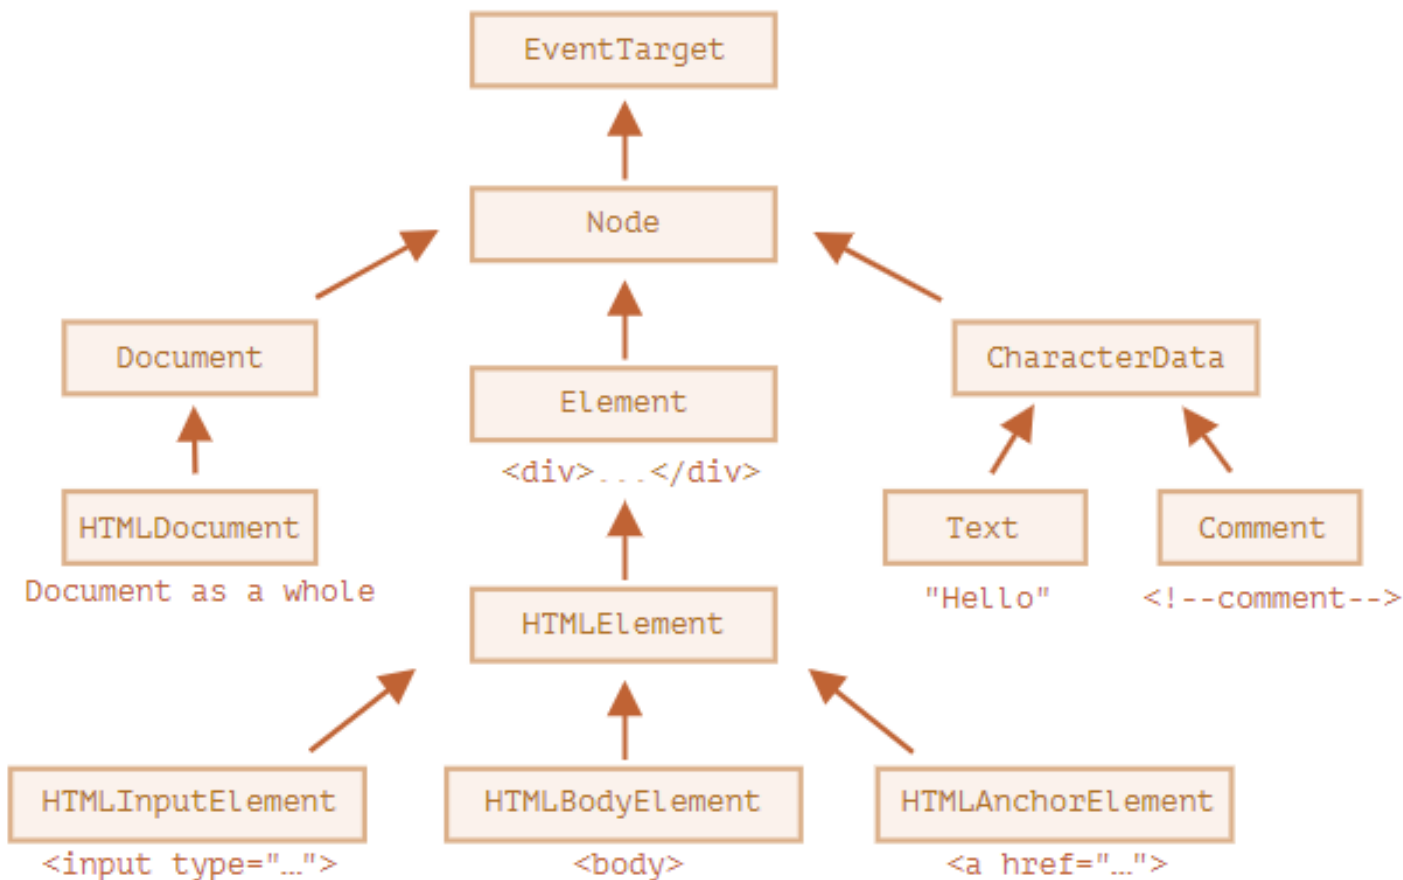 EventTarget
Node
Document
CharacterData
Element
<div>...</div>
HTMLDocument
Text
Comment
Document as a whole
"Hello"
<!--comment-->
HTMLElement
HTMLInputElement
HTMLBodyElement
HTMLAnchorElement
<input type="…">
<body>
<a href="…">